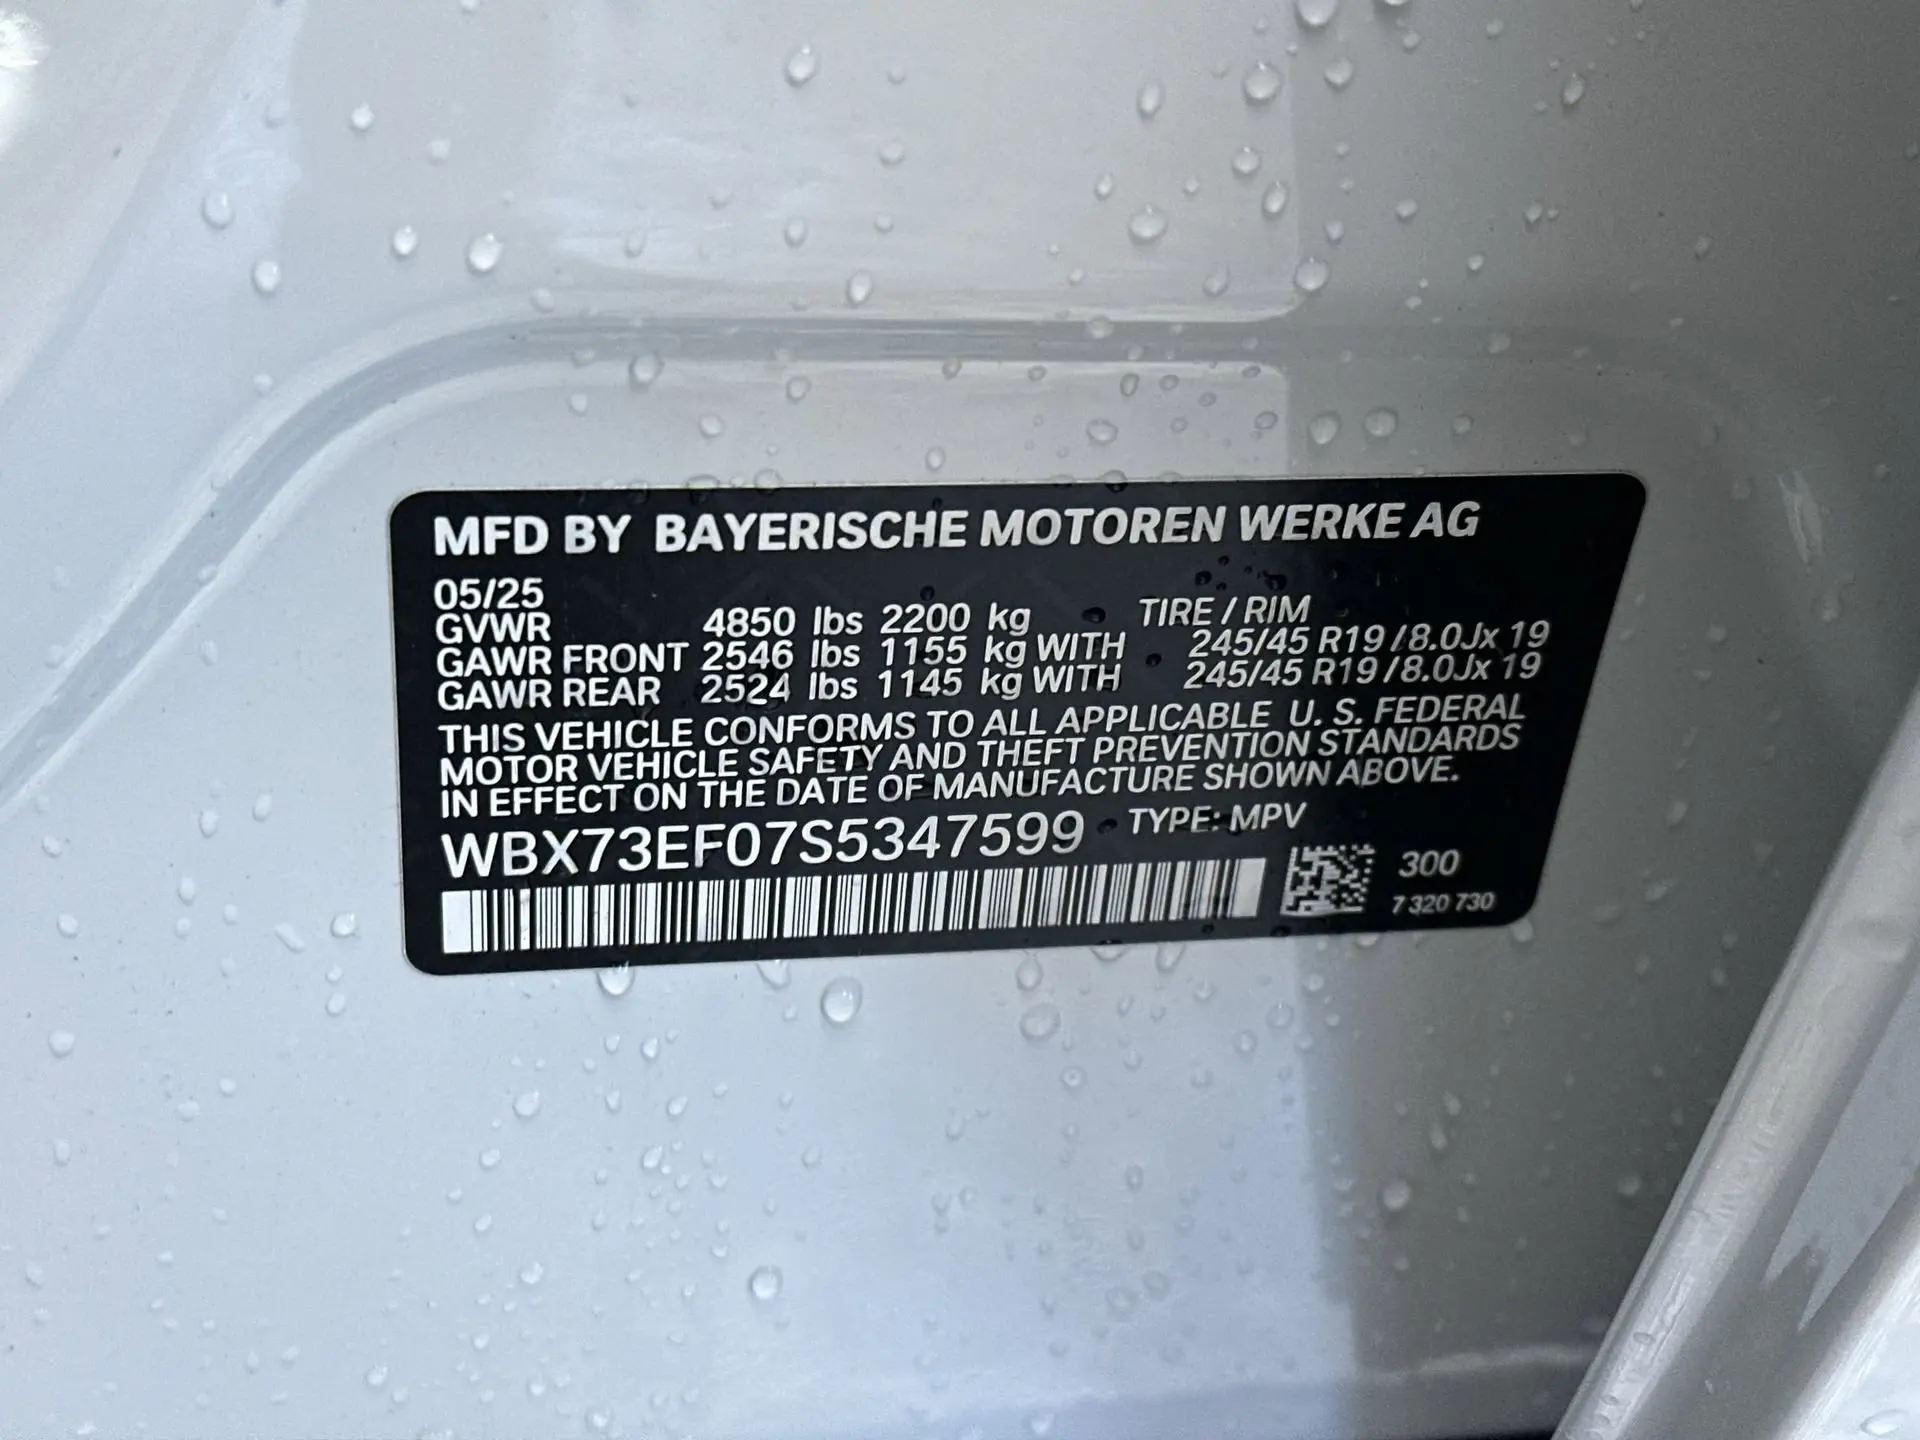 MFD BY BAYERISCHE MOTOREN WERKE AG
05/25
GVWR 4850 lbs 2200 kg TIRE / RIM
GAWR FRONT 2546 lbs 1155 kg WITH 245/45 R19 / 8.0Jx 19
GAWR REAR 2524 lbs 1145 kg WITH 245/45 R19 / 8.0Jx 19
THIS VEHICLE CONFORMS TO ALL APPLICABLE U. S. FEDERAL
MOTOR VEHICLE SAFETY AND THEFT PREVENTION STANDARDS
IN EFFECT ON THE DATE OF MANUFACTURE SHOWN ABOVE.
WBX73EF07S5347599 TYPE: MPV
300
7 320 730